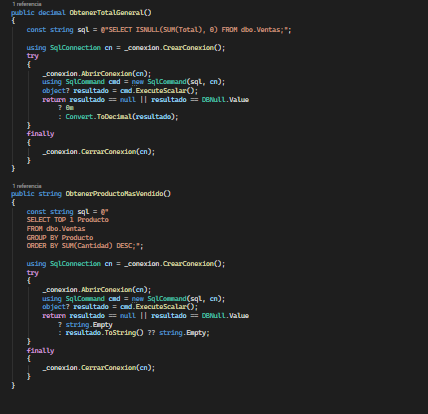 1 referencia
public decimal ObtenerTotalGeneral()
{
const string sql = @"SELECT ISNULL(SUM(Total), 0) FROM dbo.Ventas;";
using SqlConnection cn = _conexion.CrearConexion();
try
{
_conexion.AbrirConexion(cn);
using SqlCommand cmd = new SqlCommand(sql, cn);
object? resultado = cmd.ExecuteScalar();
return resultado == null || resultado == DBNull.Value
? 0m
: Convert.ToDecimal(resultado);
}
finally
{
_conexion.CerrarConexion(cn);
}
}
1 referencia
public string ObtenerProductoMasVendido()
{
const string sql = @"
SELECT TOP 1 Producto
FROM dbo.Ventas
GROUP BY Producto
ORDER BY SUM(Cantidad) DESC;";
using SqlConnection cn = _conexion.CrearConexion();
try
{
_conexion.AbrirConexion(cn);
using SqlCommand cmd = new SqlCommand(sql, cn);
object? resultado = cmd.ExecuteScalar();
return resultado == null || resultado == DBNull.Value
? string.Empty
: resultado.ToString() ?? string.Empty;
}
finally
{
_conexion.CerrarConexion(cn);
}
}